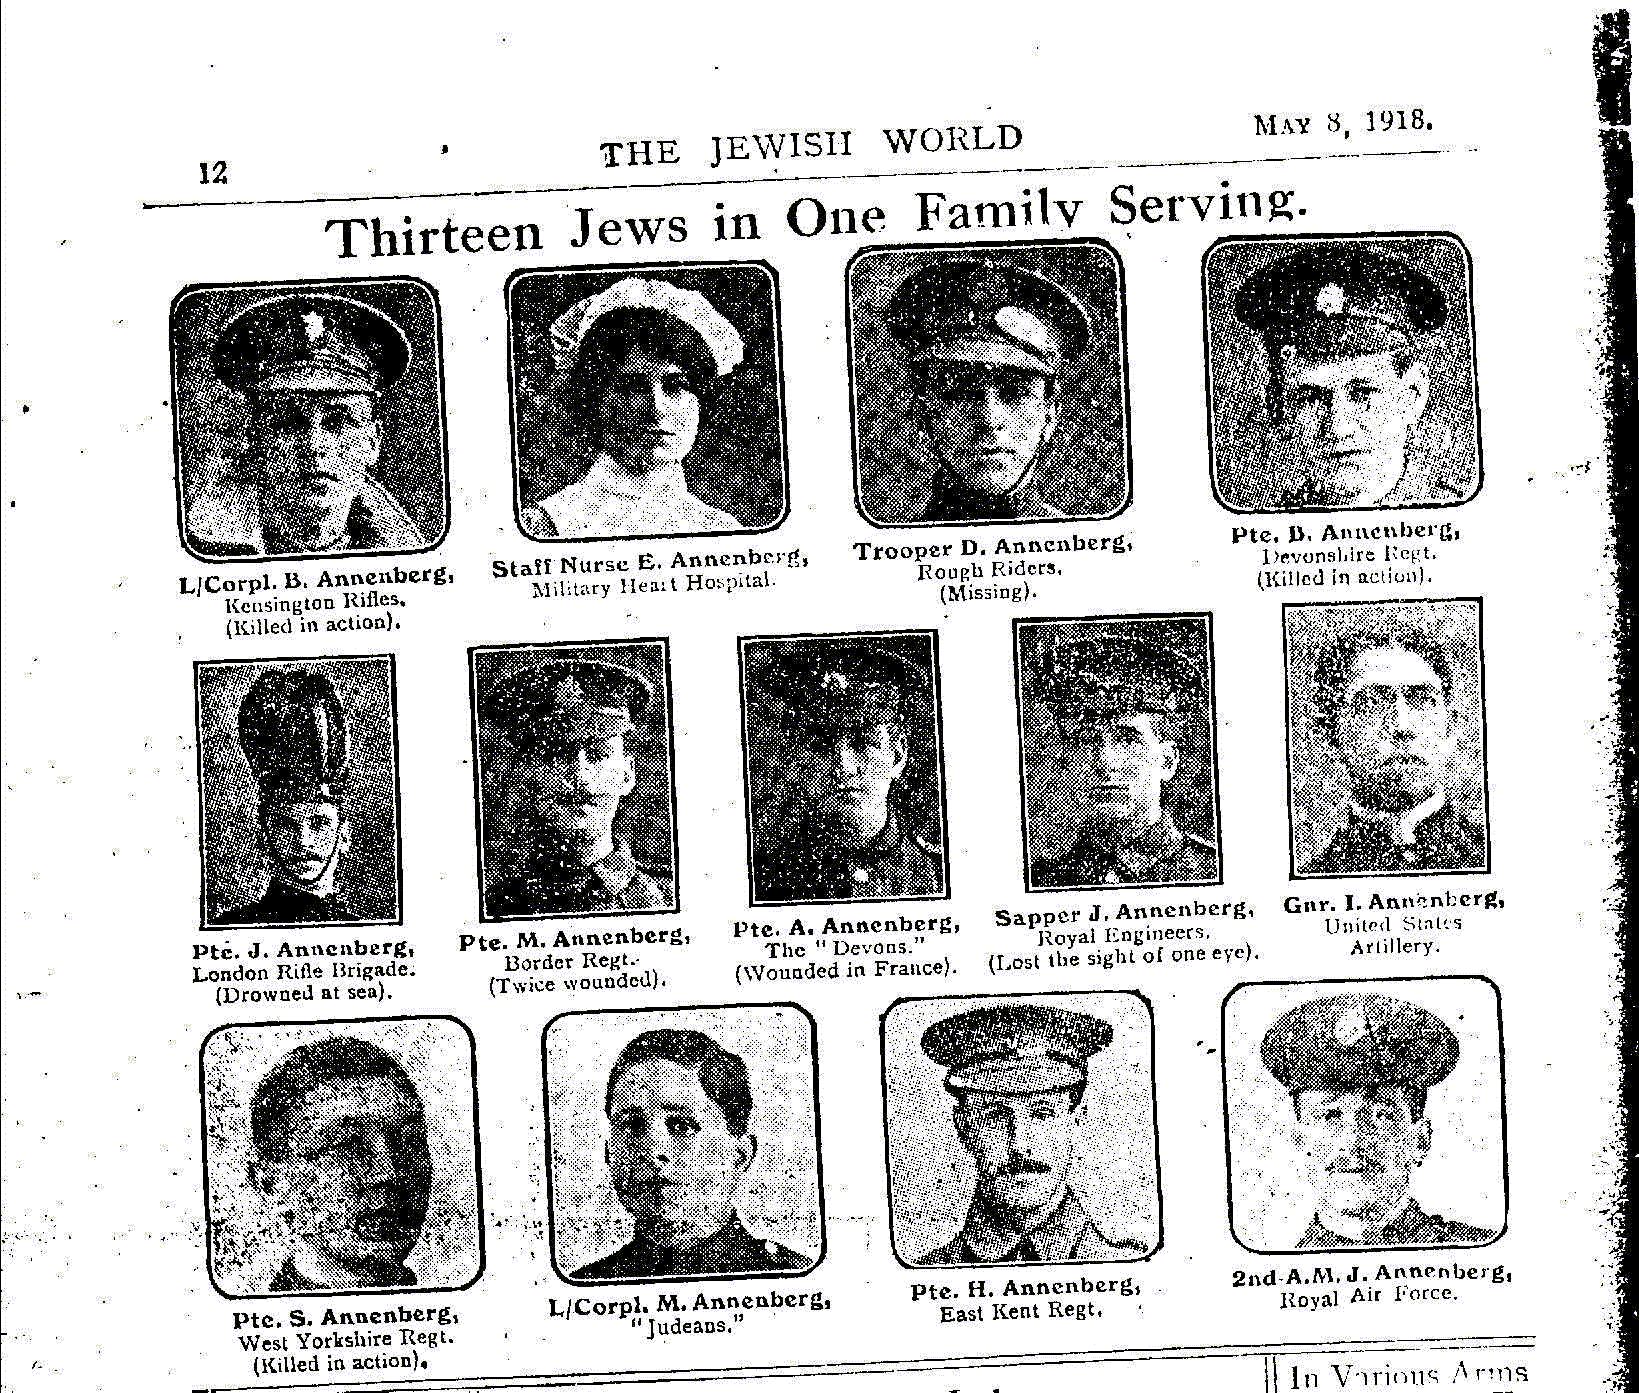 12
THE JEWISH WORLD
MAY 8, 1918.
Thirteen Jews in One Family Serving.
L/Corpl. B. Annenberg,
Kensington Rifles.
(Killed in action).
Staff Nurse E. Annenberg,
Military Heart Hospital.
Trooper D. Annenberg,
Rough Riders.
(Missing).
Pte. B. Annenberg,
Devonshire Regt.
(Killed in action).
Pte. J. Annenberg,
London Rifle Brigade.
(Drowned at sea).
Pte. M. Annenberg,
Border Regt.
(Twice wounded).
Pte. A. Annenberg,
The "Devons."
(Wounded in France).
Sapper J. Annenberg,
Royal Engineers.
(Lost the sight of one eye).
Gnr. I. Annenberg,
United States
Artillery.
Pte. S. Annenberg,
West Yorkshire Regt.
(Killed in action).
L/Corpl. M. Annenberg,
"Judeans."
Pte. H. Annenberg,
East Kent Regt.
2nd A.M. J. Annenberg,
Royal Air Force.
In Various Arms